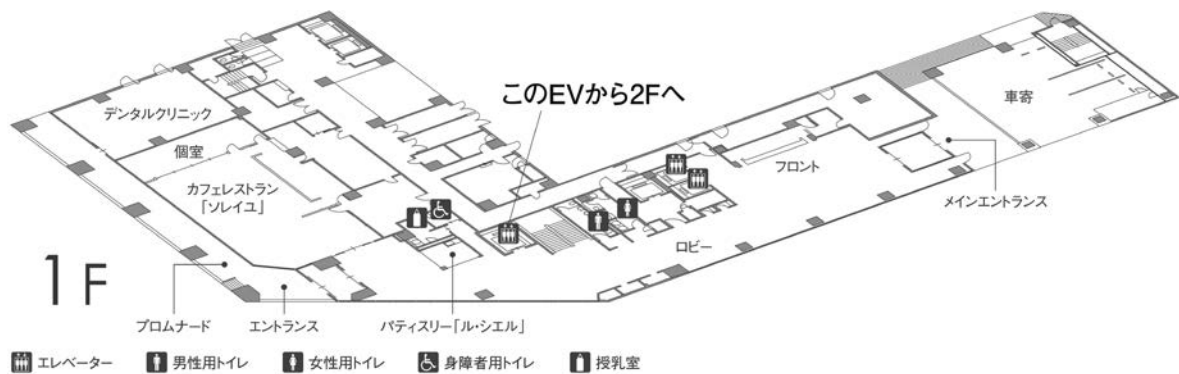 このEVから2Fへ
デンタルクリニック
個室
カフェレストラン
「ソレイユ」
車寄
フロント
メインエントランス
ロビー
1F
プロムナード
エントランス
パティスリー「ル・シエル」
エレベーター
男性用トイレ
女性用トイレ
身障者用トイレ
授乳室